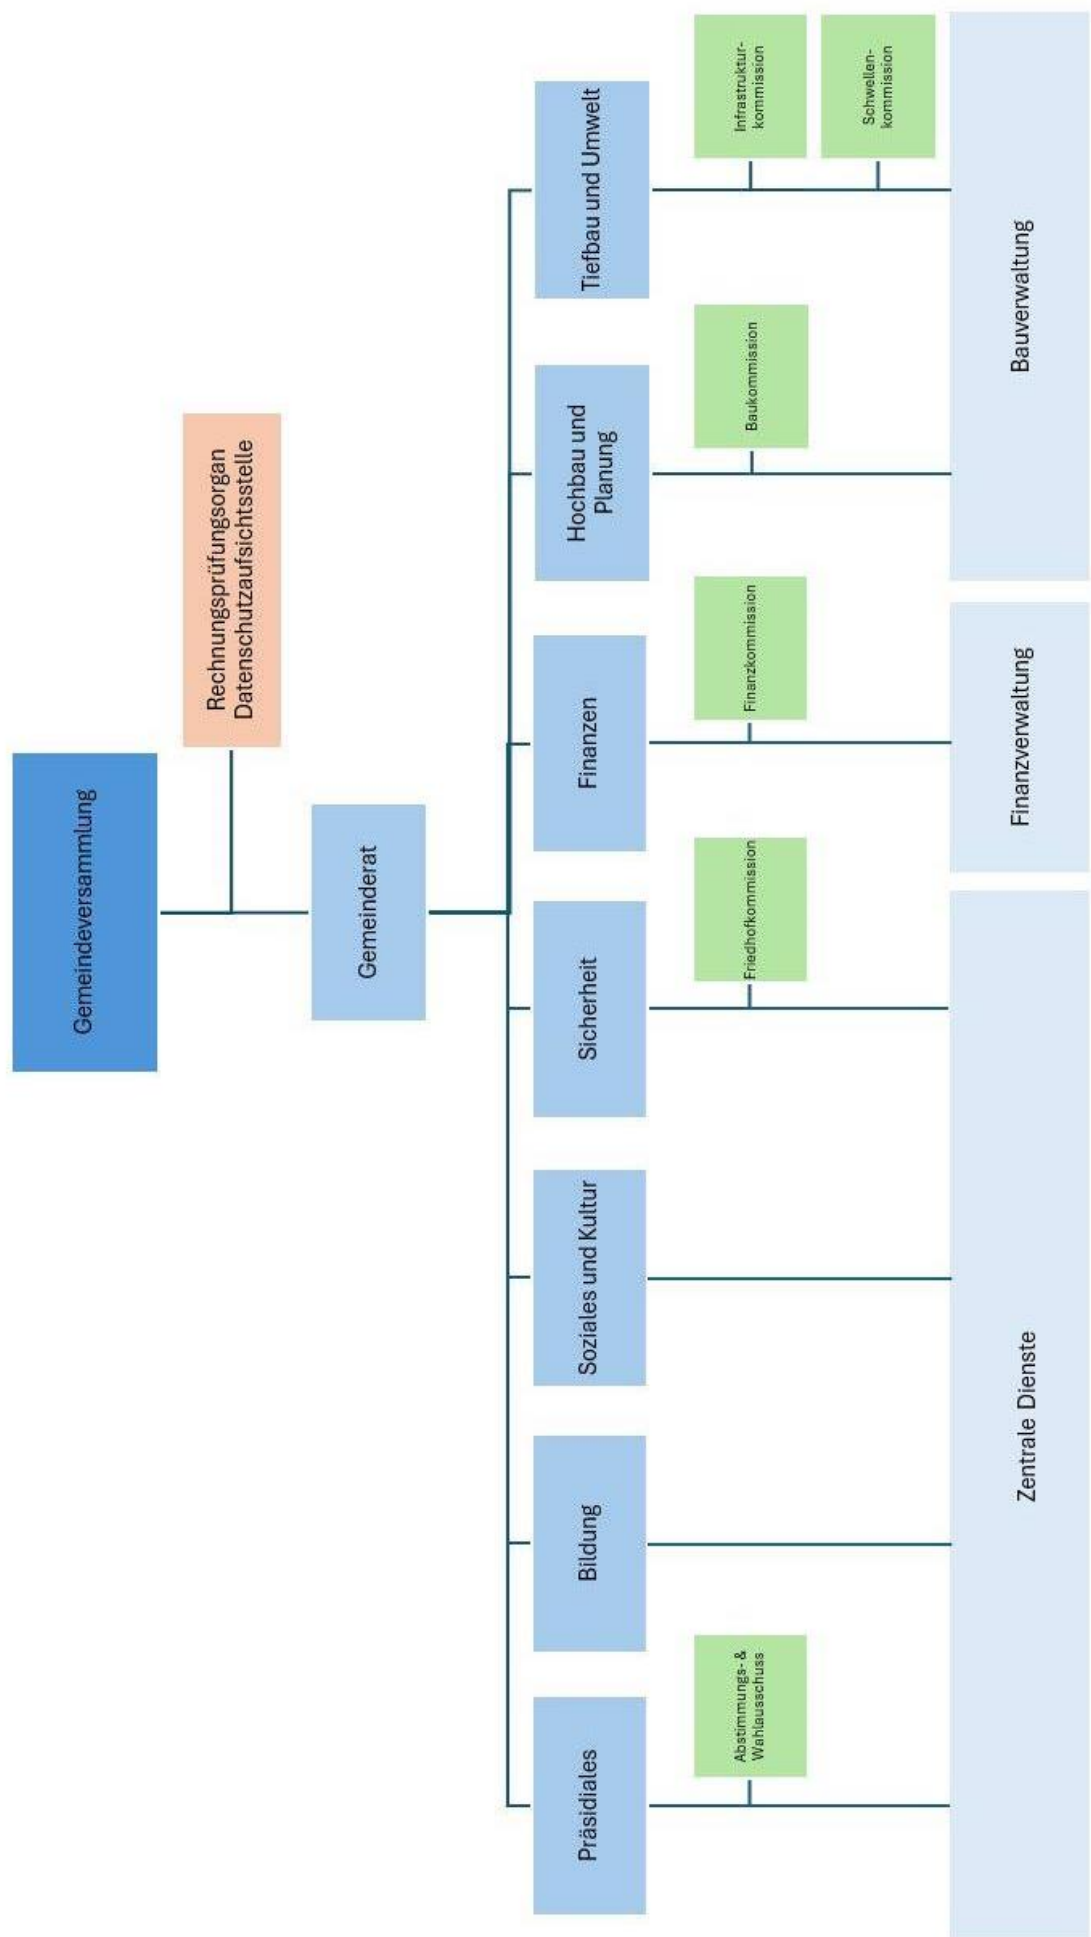 Gemeindeversammlung
Rechnungsprüfungsorgan
Datenschutzaufsichtsstelle
Gemeinderat
Präsidiales
Bildung
Soziales und Kultur
Sicherheit
Finanzen
Hochbau und
Planung
Tiefbau und Umwelt
Abstimmungs- &
Wahlausschuss
Friedhofkommission
Finanzkommission
Baukommission
Infrastruktur-
kommission
Schwellen-
kommission
Zentrale Dienste
Finanzverwaltung
Bauverwaltung